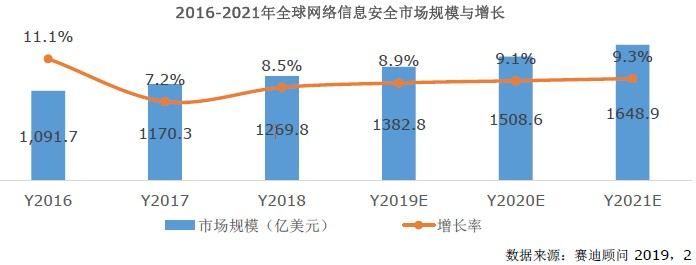 2016-2021年全球网络信息安全市场规模与增长
11.1% 7.2% 8.5% 8.9% 9.1% 9.3%
1,091.7 1170.3 1269.8 1382.8 1508.6 1648.9
Y2016 Y2017 Y2018 Y2019E Y2020E Y2021E
市场规模（亿美元） 增长率
数据来源：赛迪顾问 2019，2